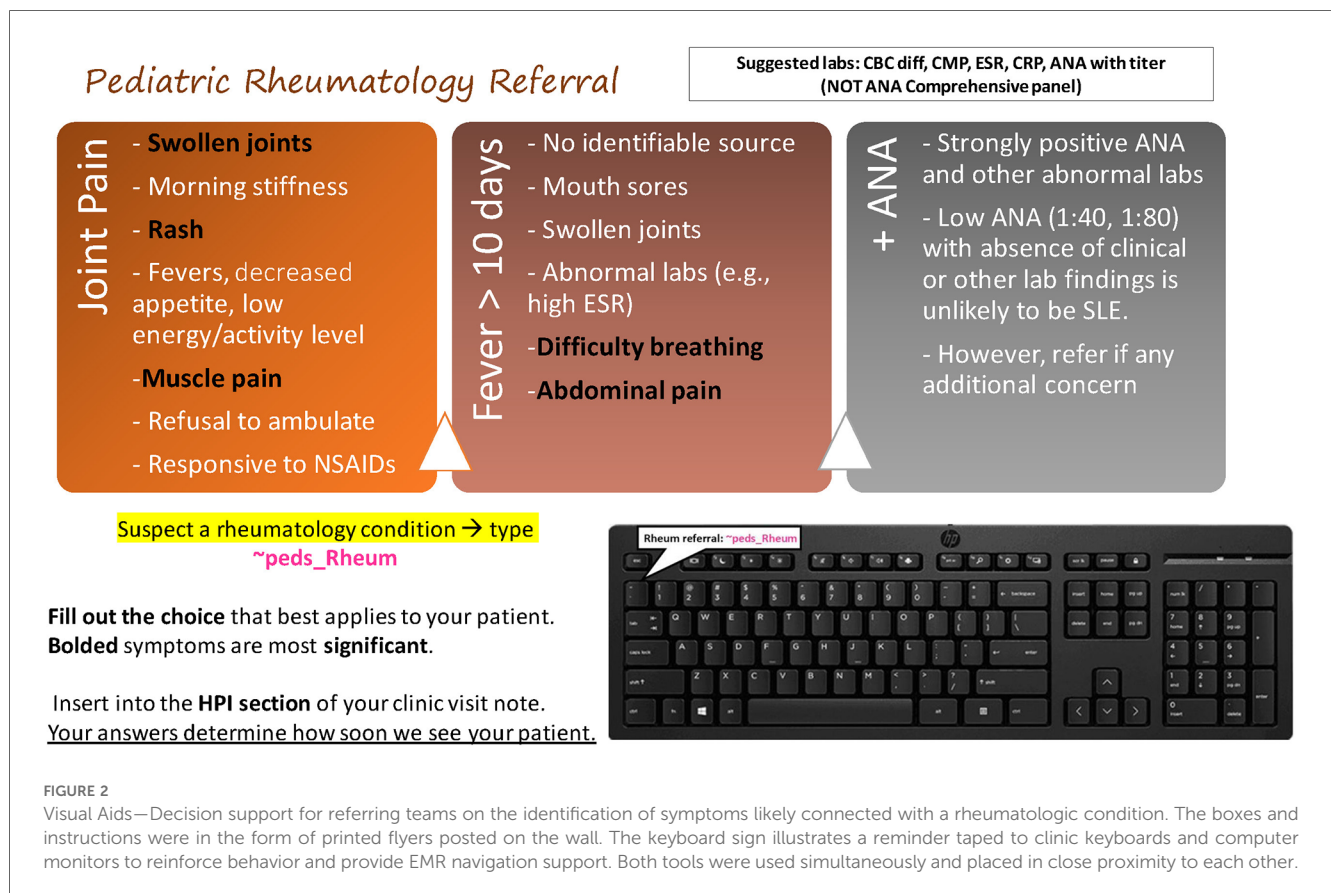 Pediatric Rheumatology Referral
Suggested labs: CBC diff, CMP, ESR, CRP, ANA with titer
(NOT ANA Comprehensive panel)
Joint Pain
- Swollen joints
- Morning stiffness
- Rash
- Fevers, decreased
appetite, low
energy/activity level
-Muscle pain
- Refusal to ambulate
- Responsive to NSAIDs
Fever > 10 days
- No identifiable source
- Mouth sores
- Swollen joints
- Abnormal labs (e.g.,
high ESR)
-Difficulty breathing
-Abdominal pain
+ ANA
- Strongly positive ANA
and other abnormal labs
- Low ANA (1:40, 1:80)
with absence of clinical
or other lab findings is
unlikely to be SLE.
- However, refer if any
additional concern
Suspect a rheumatology condition → type
~peds_Rheum
Fill out the choice that best applies to your patient.
Bolded symptoms are most significant.
Insert into the HPI section of your clinic visit note.
Your answers determine how soon we see your patient.
Rheum referral: ~peds_Rheum
hp
Q W E R T Y U I O P
A S D F G H J K L
Z X C V B N M
FIGURE 2
Visual Aids—Decision support for referring teams on the identification of symptoms likely connected with a rheumatologic condition. The boxes and
instructions were in the form of printed flyers posted on the wall. The keyboard sign illustrates a reminder taped to clinic keyboards and computer
monitors to reinforce behavior and provide EMR navigation support. Both tools were used simultaneously and placed in close proximity to each other.